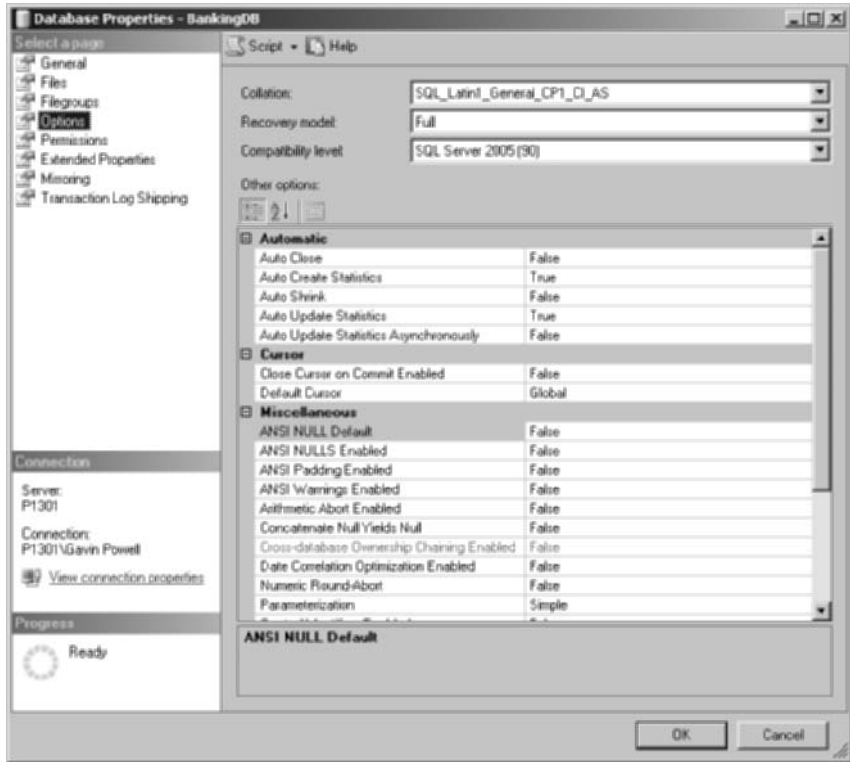 Database Properties - BankingDB
Select a page
General
Files
Filegroups
Options
Permissions
Extended Properties
Mirroring
Transaction Log Shipping
Connection
Server:
P1301
Connection:
P1301\Gavin Powell
View connection properties
Progress
Ready
Script Help
Collation: SQL_Latin1_General_CP1_CI_AS
Recovery model: Full
Compatibility level: SQL Server 2005 (90)
Other options:
Automatic
Auto Close False
Auto Create Statistics True
Auto Shrink False
Auto Update Statistics True
Auto Update Statistics Asynchronously False
Cursor
Close Cursor on Commit Enabled False
Default Cursor Global
Miscellaneous
ANSI NULL Default False
ANSI NULLS Enabled False
ANSI Padding Enabled False
ANSI Warnings Enabled False
Arithmetic Abort Enabled False
Concatenate Null Yields Null False
Cross-database Ownership Chaining Enabled False
Date Correlation Optimization Enabled False
Numeric Round-Abort False
Parameterization Simple
ANSI NULL Default
OK Cancel